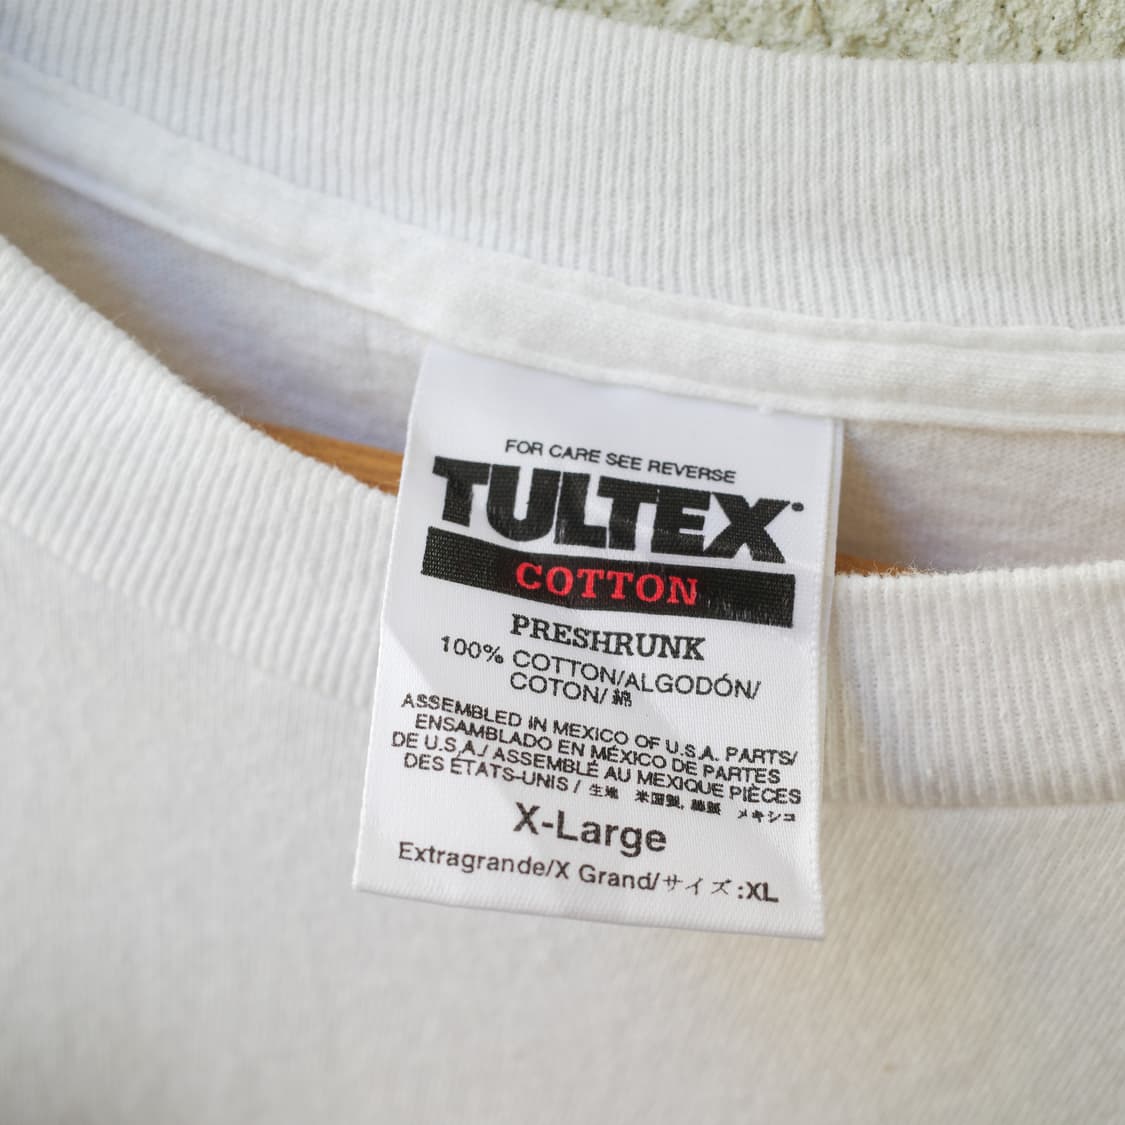 FOR CARE SEE REVERSE
TULTEX
COTTON
PRESHRUNK
100% COTTON/ALGODÓN/
COTON/綿
ASSEMBLED IN MEXICO OF U.S.A. PARTS/
ENSAMBLADO EN MÉXICO DE PARTES
DE U.S.A./ASSEMBLÉ AU MEXIQUE PIÈCES
DES ÉTATS-UNIS/ 生地 米国製, 縫製 メキシコ
X-Large
Extragrande/X Grand/サイズ:XL